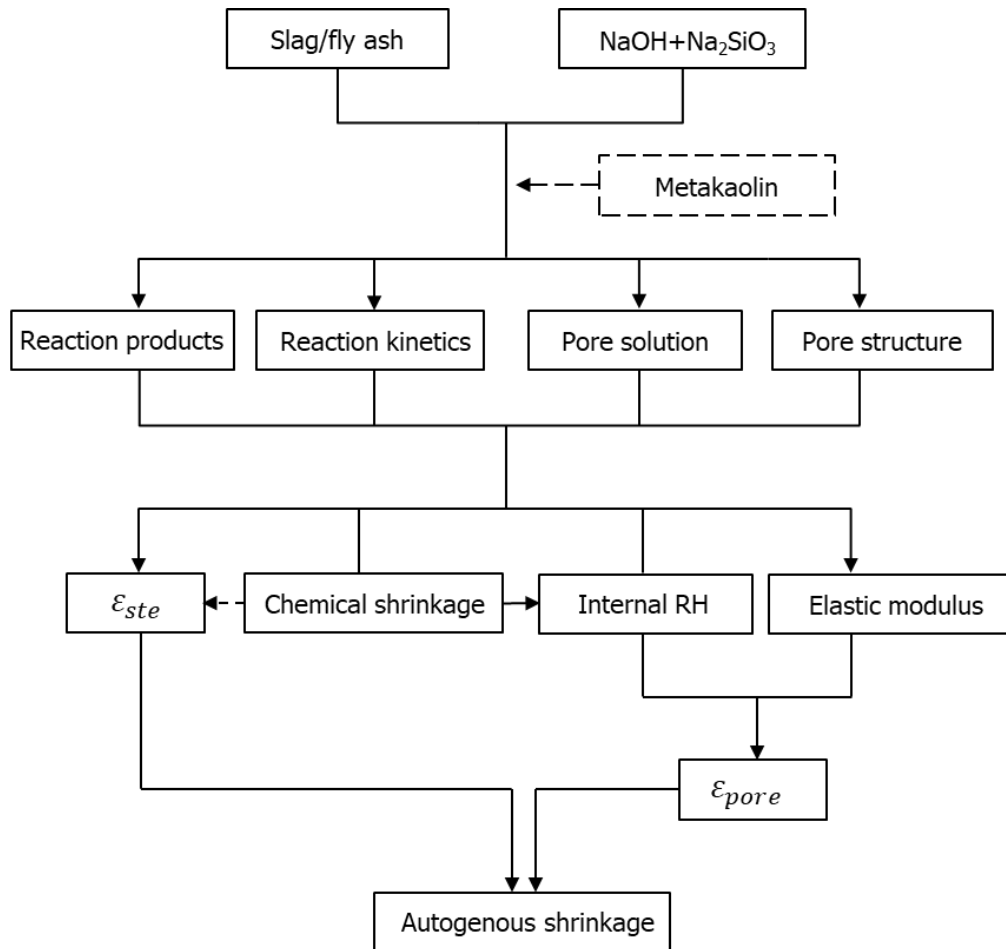 Slag/fly ash
NaOH+Na₂SiO₃
Metakaolin
Reaction products
Reaction kinetics
Pore solution
Pore structure
εste
Chemical shrinkage
Internal RH
Elastic modulus
εpore
Autogenous shrinkage